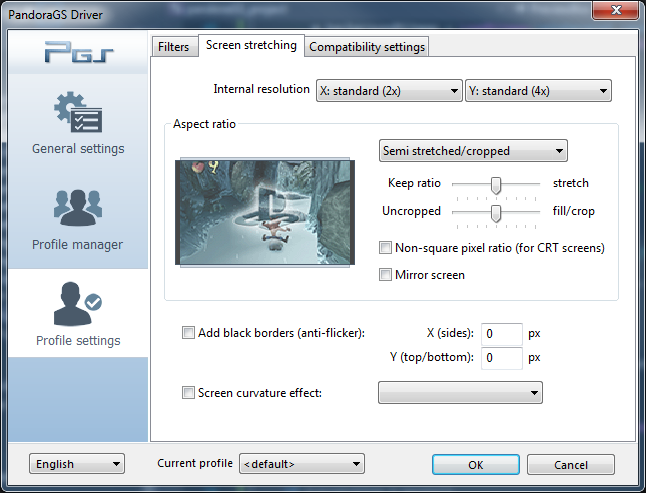 PandoraGS Driver
PGS
Filters
Screen stretching
Compatibility settings
Internal resolution
X: standard (2x)
Y: standard (4x)
General settings
Aspect ratio
Semi stretched/cropped
Keep ratio
stretch
Uncropped
fill/crop
Profile manager
Non-square pixel ratio (for CRT screens)
Mirror screen
Profile settings
Add black borders (anti-flicker):
X (sides):
0
px
Y (top/bottom):
0
px
Screen curvature effect:
English
Current profile
<default>
OK
Cancel